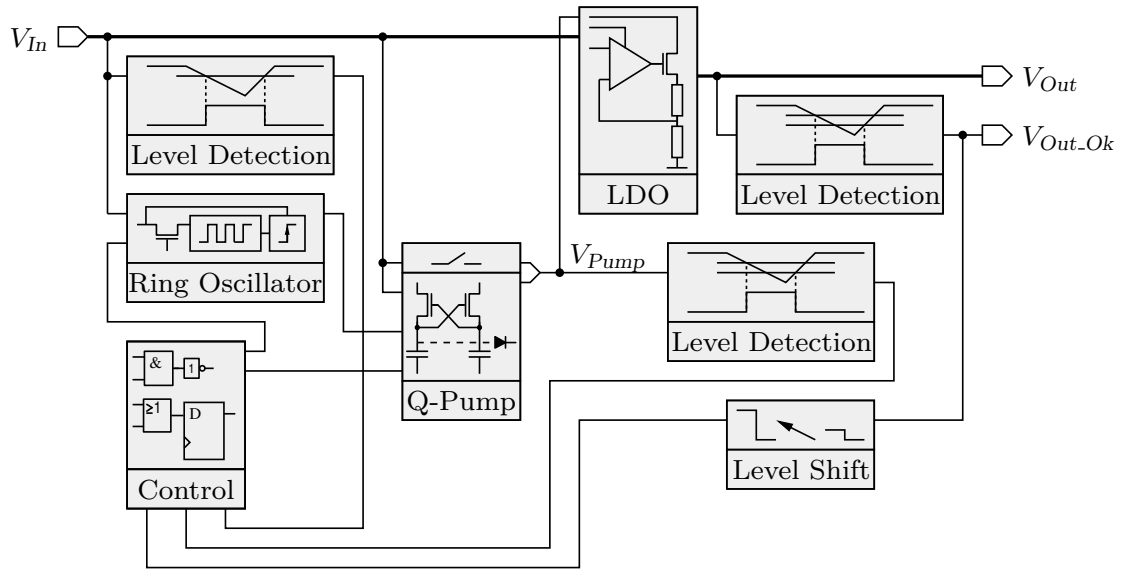 V_In
V_Out
V_Out_Ok
Level Detection
LDO
Level Detection
V_Pump
Ring Oscillator
Level Detection
&
1
≥1
D
Q-Pump
Control
Level Shift